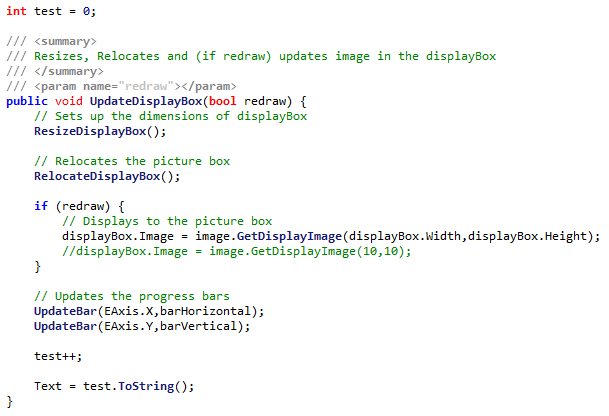 int test = 0;
/// <summary>
/// Resizes, Relocates and (if redraw) updates image in the displayBox
/// </summary>
/// <param name="redraw"></param>
public void UpdateDisplayBox(bool redraw) {
    // Sets up the dimensions of displayBox
    ResizeDisplayBox();
    // Relocates the picture box
    RelocateDisplayBox();
    if (redraw) {
        // Displays to the picture box
        displayBox.Image = image.GetDisplayImage(displayBox.Width,displayBox.Height);
        //displayBox.Image = image.GetDisplayImage(10,10);
    }
    // Updates the progress bars
    UpdateBar(EAxis.X,barHorizontal);
    UpdateBar(EAxis.Y,barVertical);
    test++;
    Text = test.ToString();
}